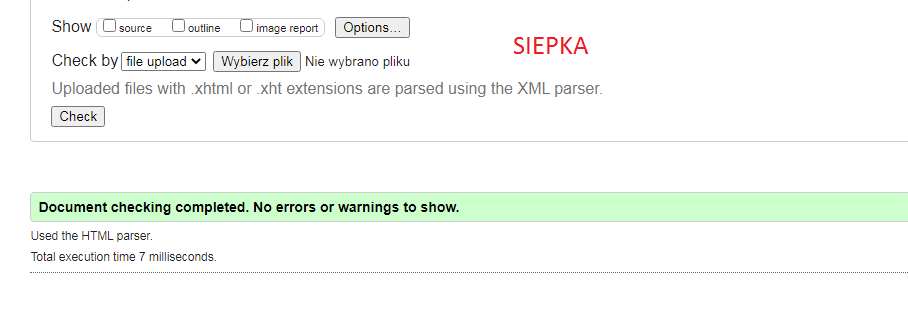 Show source outline image report Options...
SIEPKA
Check by file upload Wybierz plik Nie wybrano pliku
Uploaded files with .xhtml or .xht extensions are parsed using the XML parser.
Check
Document checking completed. No errors or warnings to show.
Used the HTML parser.
Total execution time 7 milliseconds.